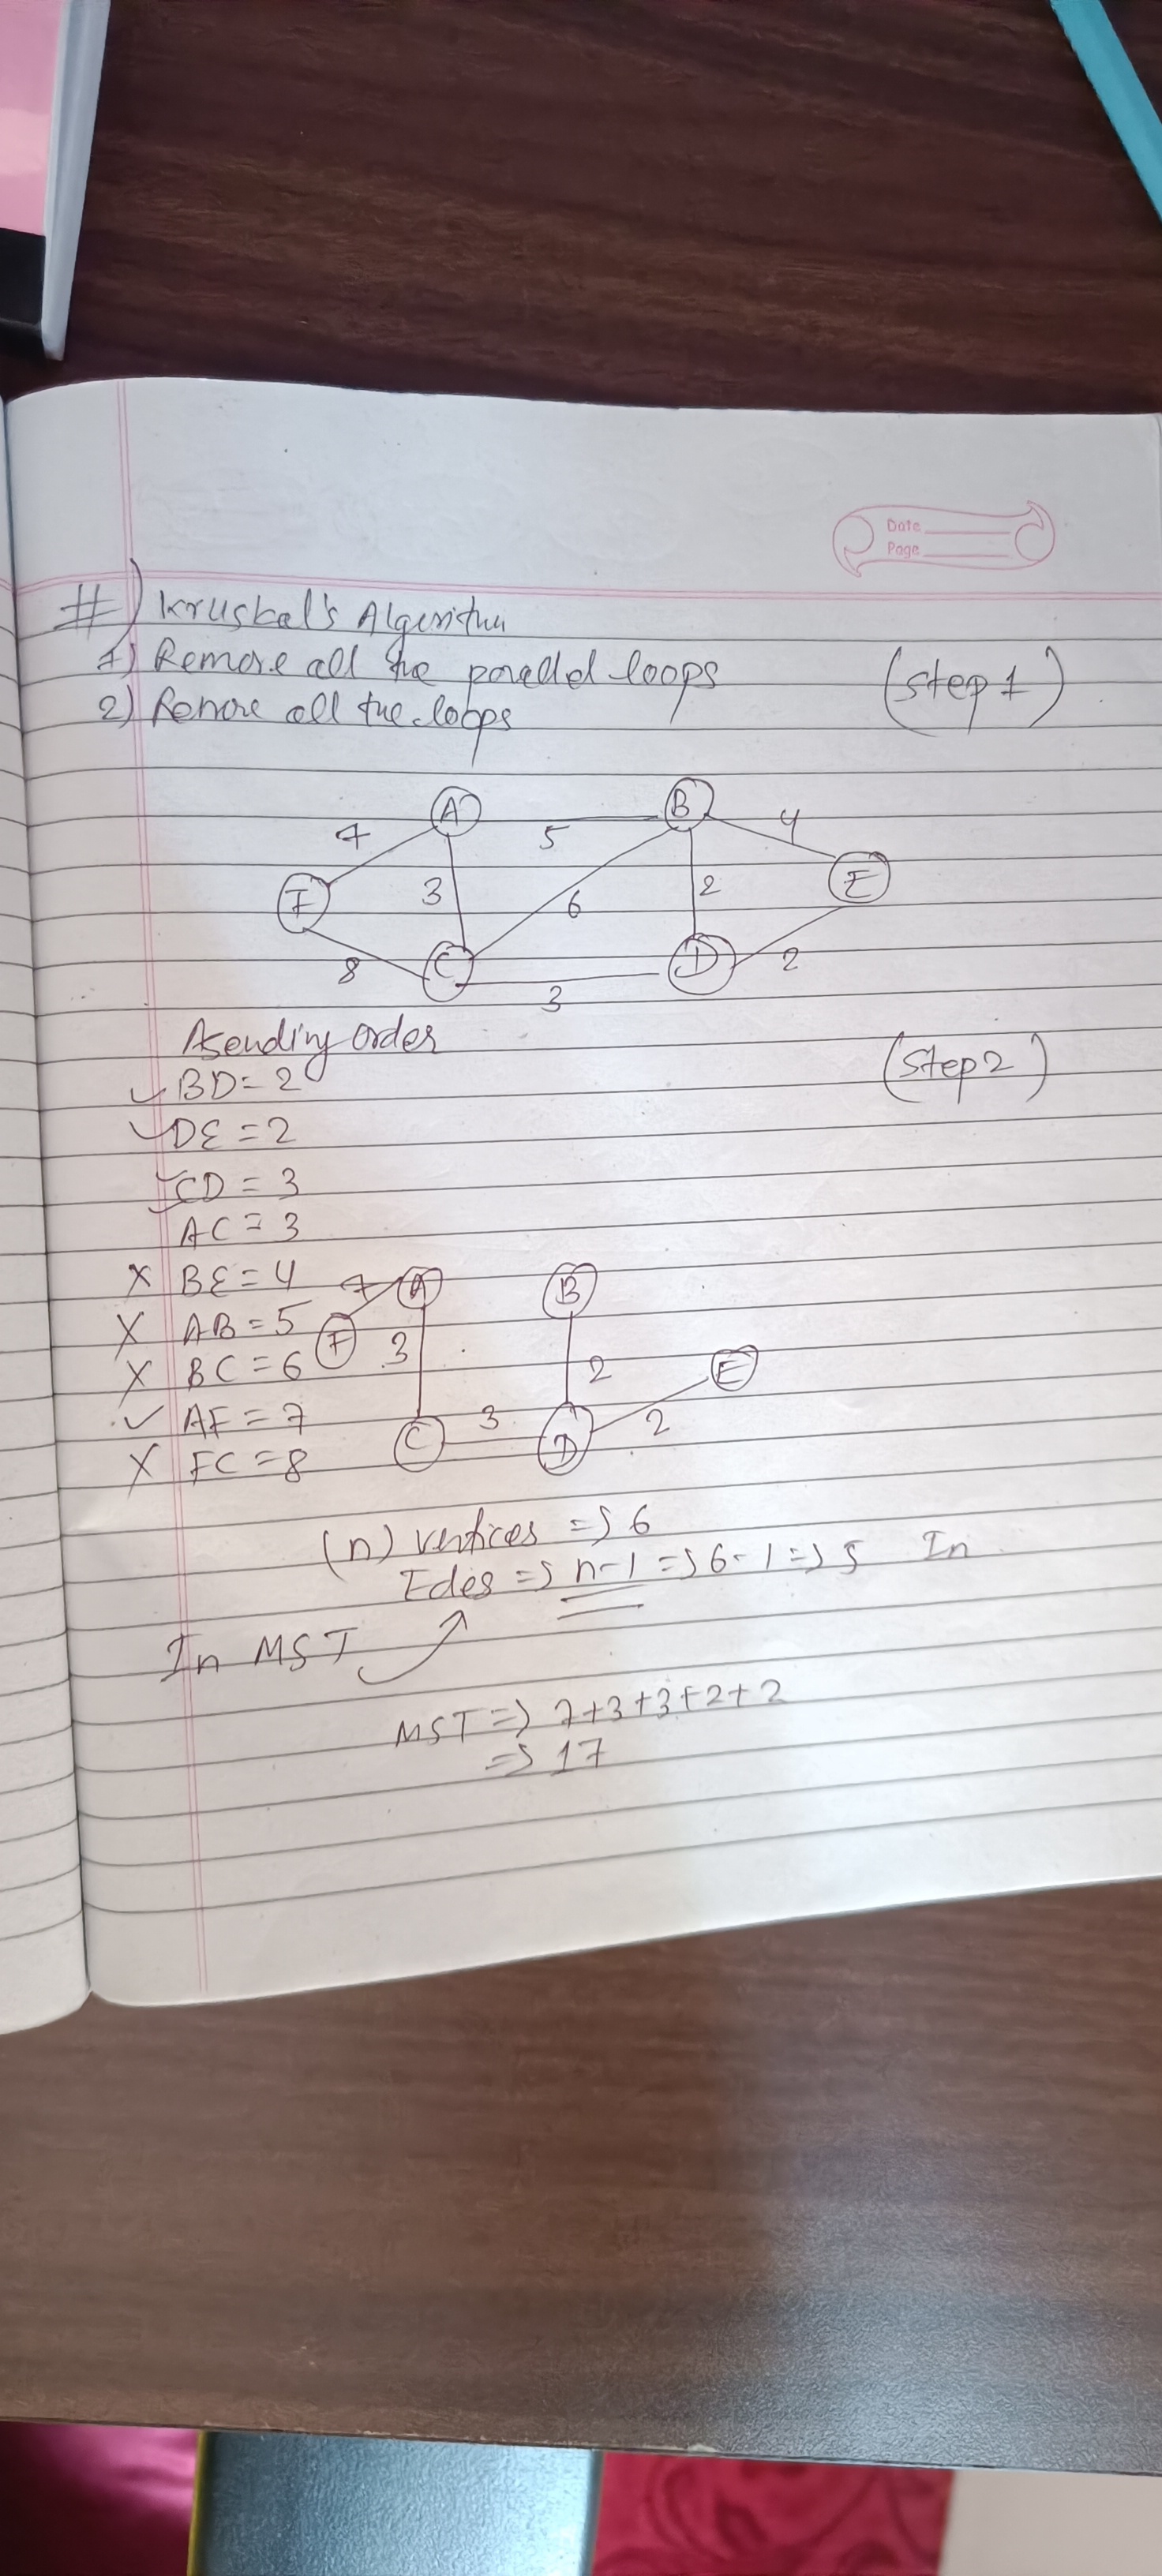 Date
Page
#) Kruskal's Algorithm
1) Remove all the parallel loops (Step 1)
2) Remove all the loops
A B 4
7 5
F 3 6 2 E
8 C D 2
3
Asending order
(Step 2)
BD = 2
DE = 2
CD = 3
AC = 3
X BE = 4 7 A B
X AB = 5 F 3
X BC = 6 2 E
✓ AF = 7 3 2
X FC = 8 C D
(n) vertices => 6
Edes => n-1 => 6-1 => 5 In
In MST
MST => 7+3+3+2+2
=> 17